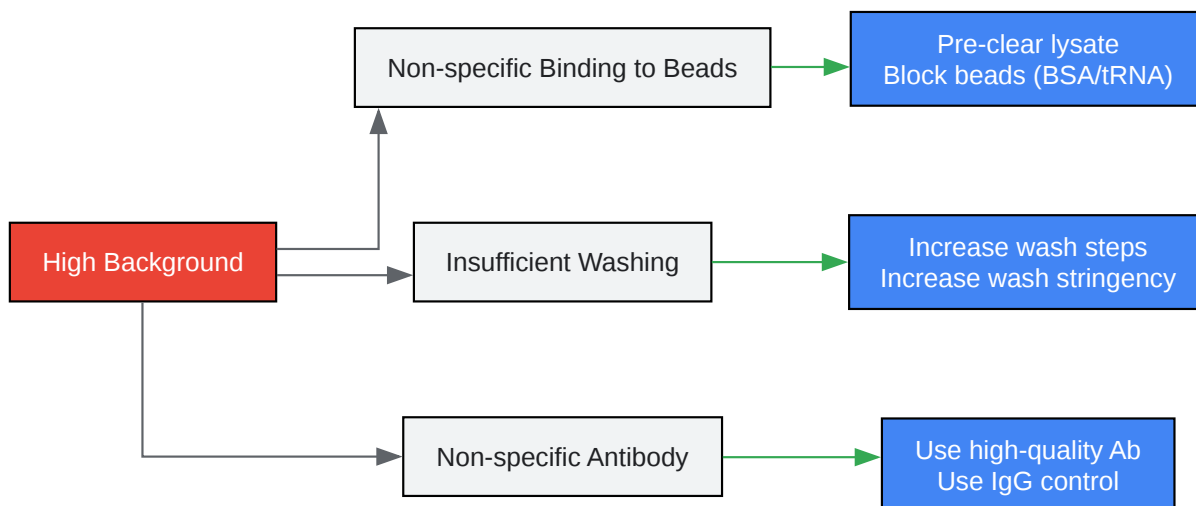 Non-specific Binding to Beads
Pre-clear lysate
Block beads (BSA/tRNA)
High Background
Insufficient Washing
Increase wash steps
Increase wash stringency
Non-specific Antibody
Use high-quality Ab
Use IgG control